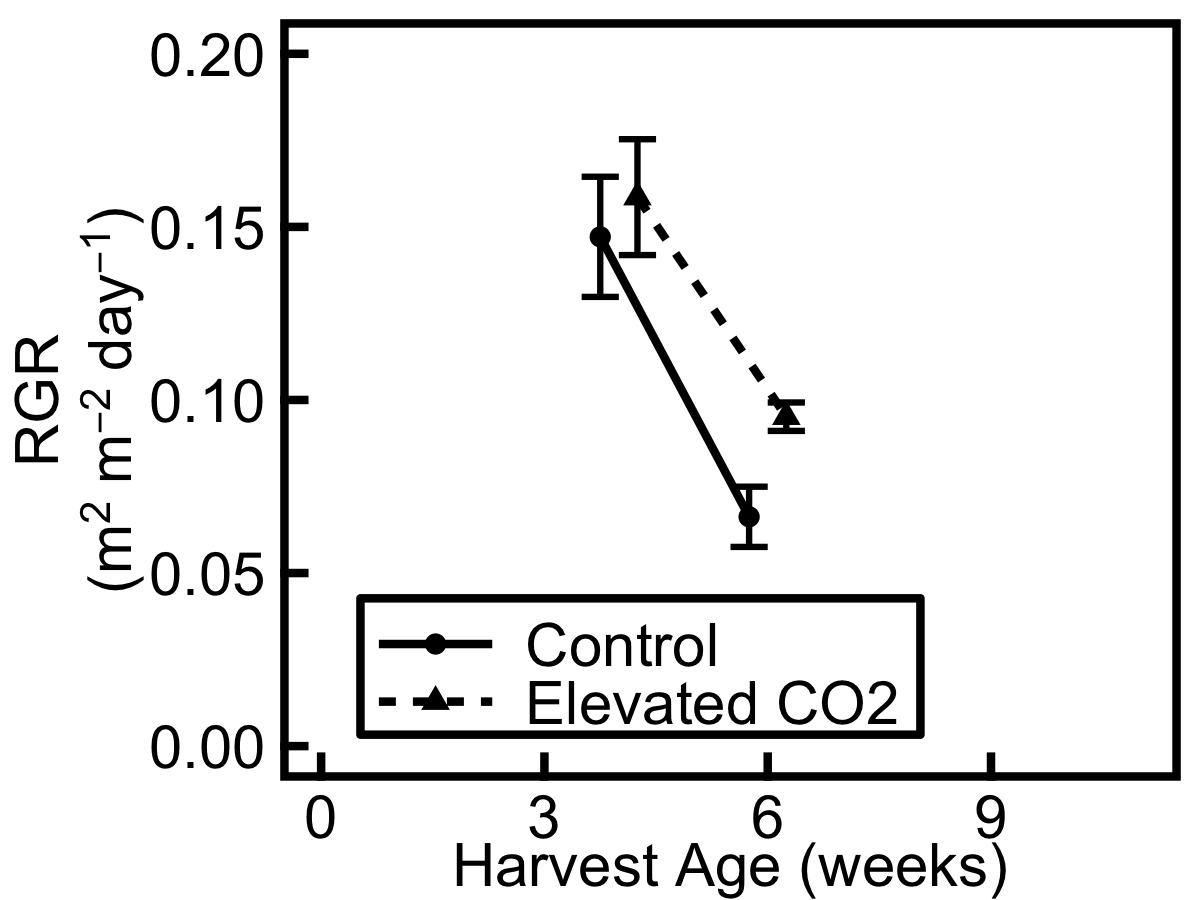 RGR
(m² m⁻² day⁻¹)
0.20
0.15
0.10
0.05
0.00
Control
Elevated CO2
0 3 6 9
Harvest Age (weeks)